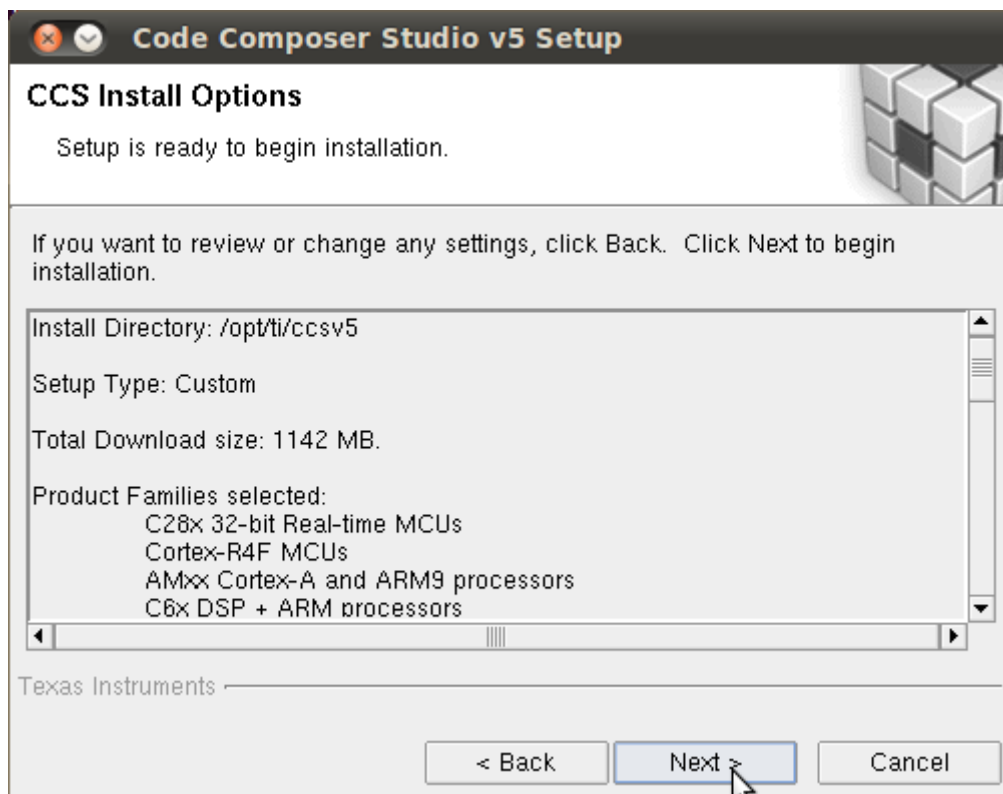 Code Composer Studio v5 Setup
CCS Install Options
Setup is ready to begin installation.
If you want to review or change any settings, click Back.  Click Next to begin
installation.
Install Directory: /opt/ti/ccsv5
Setup Type: Custom
Total Download size: 1142 MB.
Product Families selected:
C28x 32-bit Real-time MCUs
Cortex-R4F MCUs
AMxx Cortex-A and ARM9 processors
C6x DSP + ARM processors
Texas Instruments
< Back
Next >
Cancel